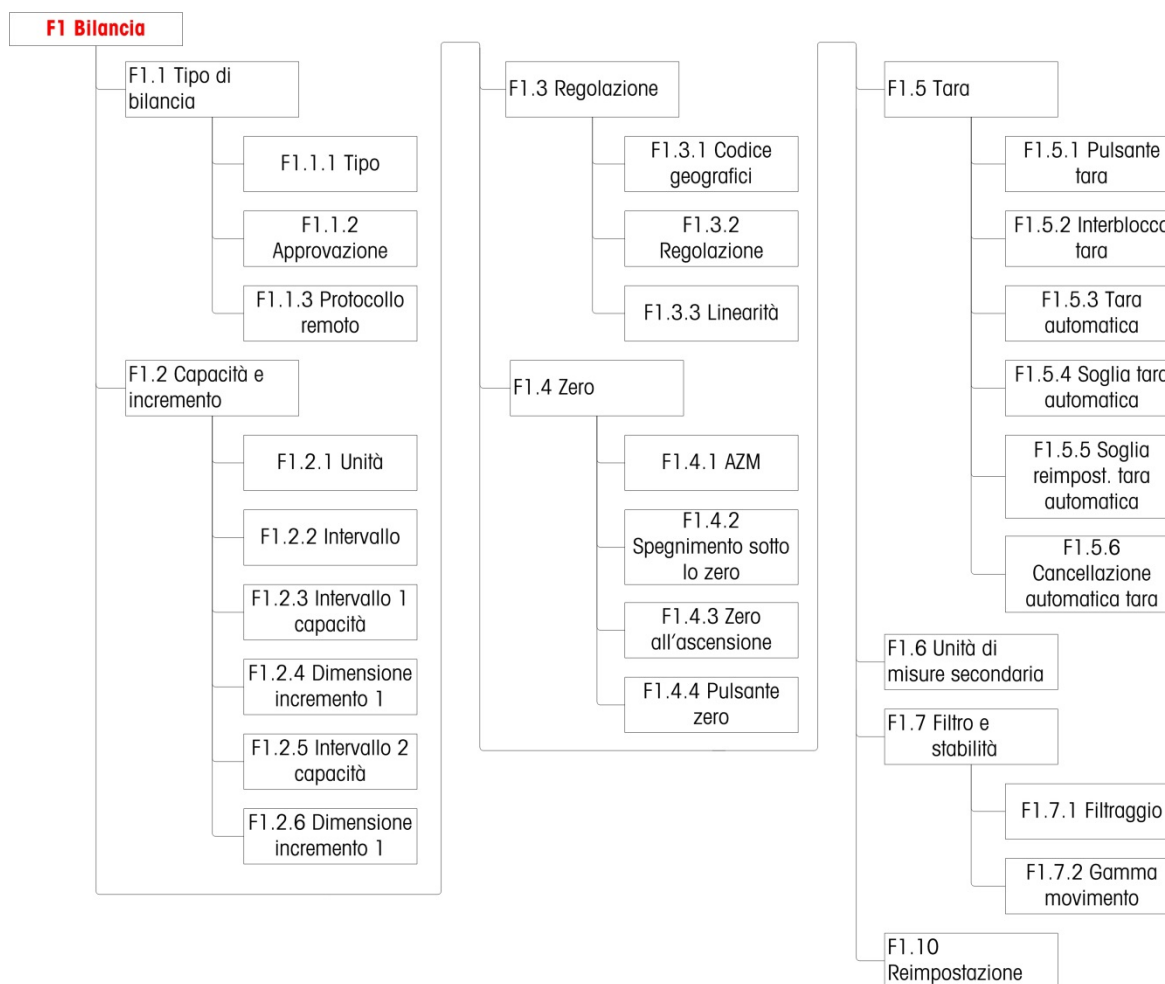 F1 Bilancia
F1.1 Tipo di
bilancia
F1.1.1 Tipo
F1.1.2
Approvazione
F1.1.3 Protocollo
remoto
F1.2 Capacità e
incremento
F1.2.1 Unità
F1.2.2 Intervallo
F1.2.3 Intervallo 1
capacità
F1.2.4 Dimensione
incremento 1
F1.2.5 Intervallo 2
capacità
F1.2.6 Dimensione
incremento 1
F1.3 Regolazione
F1.3.1 Codice
geografici
F1.3.2
Regolazione
F1.3.3 Linearità
F1.4 Zero
F1.4.1 AZM
F1.4.2
Spegnimento sotto
lo zero
F1.4.3 Zero
all'ascensione
F1.4.4 Pulsante
zero
F1.5 Tara
F1.5.1 Pulsante
tara
F1.5.2 Interblocco
tara
F1.5.3 Tara
automatica
F1.5.4 Soglia tara
automatica
F1.5.5 Soglia
reimpost. tara
automatica
F1.5.6
Cancellazione
automatica tara
F1.6 Unità di
misure secondaria
F1.7 Filtro e
stabilità
F1.7.1 Filtraggio
F1.7.2 Gamma
movimento
F1.10
Reimpostazione